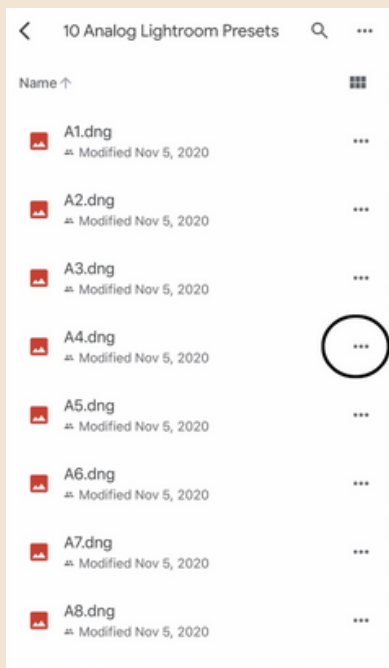 10 Analog Lightroom Presets
Name
A1.dng
Modified Nov 5, 2020
A2.dng
Modified Nov 5, 2020
A3.dng
Modified Nov 5, 2020
A4.dng
Modified Nov 5, 2020
A5.dng
Modified Nov 5, 2020
A6.dng
Modified Nov 5, 2020
A7.dng
Modified Nov 5, 2020
A8.dng
Modified Nov 5, 2020